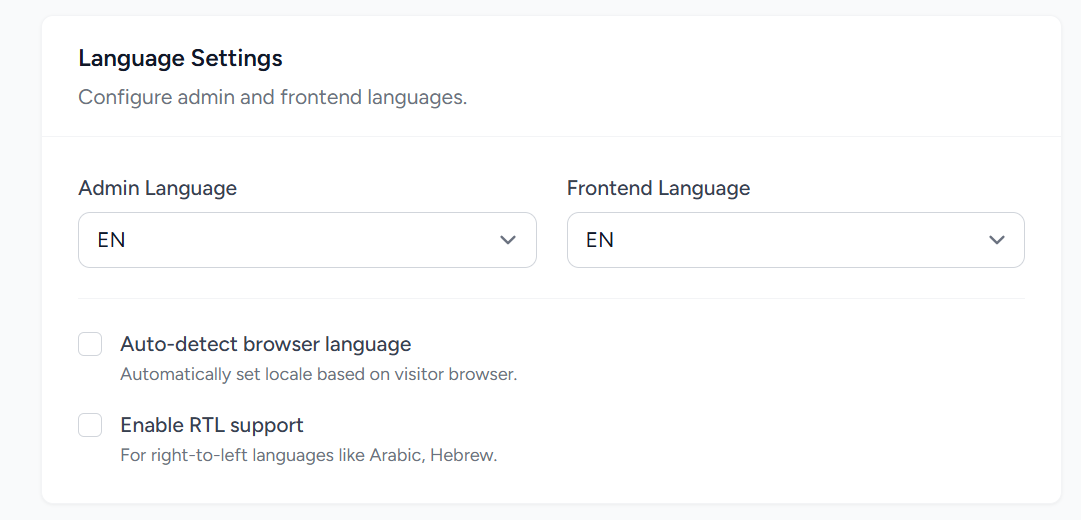 Language Settings
Configure admin and frontend languages.
Admin Language
Frontend Language
EN
EN
Auto-detect browser language
Automatically set locale based on visitor browser.
Enable RTL support
For right-to-left languages like Arabic, Hebrew.